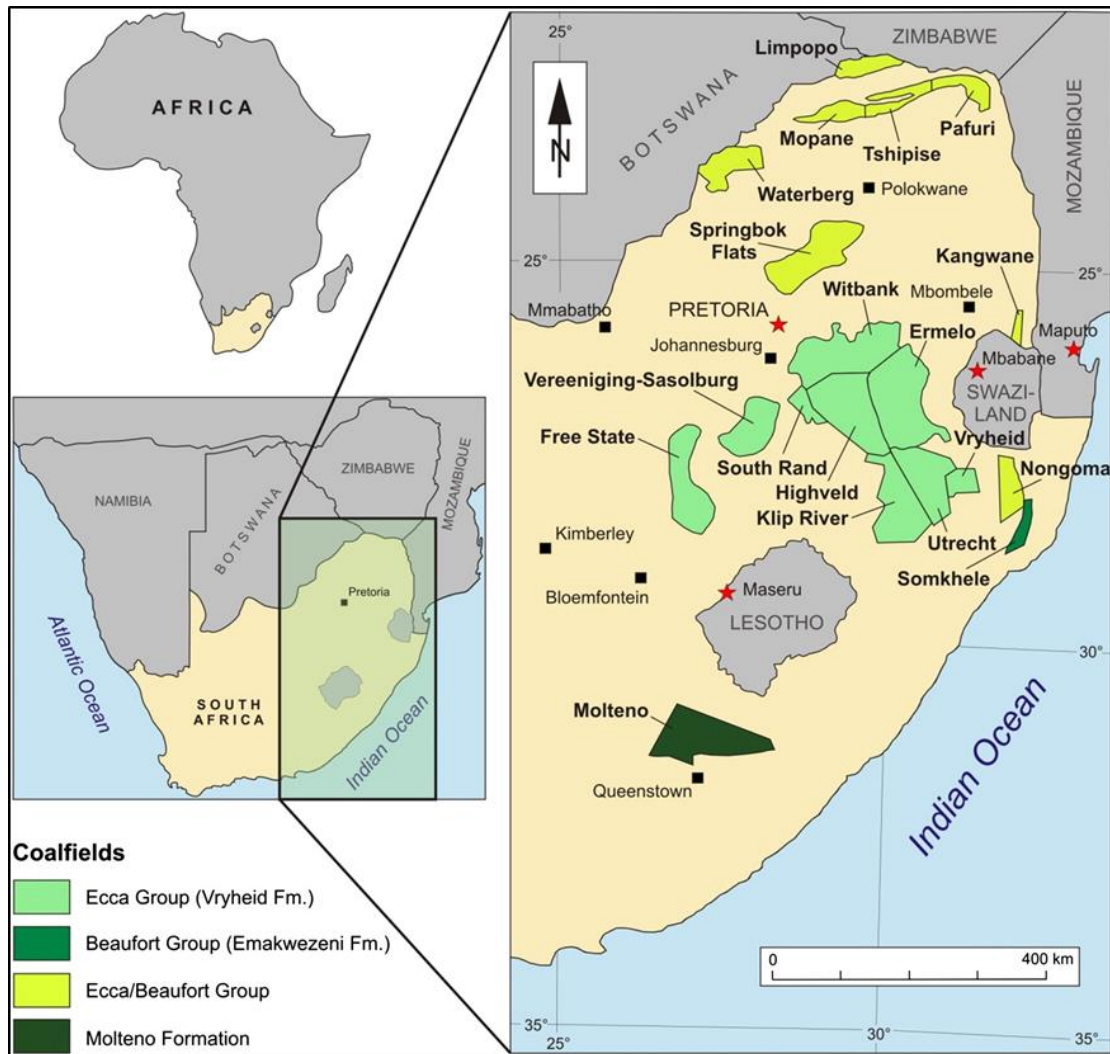 AFRICA
NAMIBIA
BOTSWANA
ZIMBABWE
MOZAMBIQUE
Pretoria
Atlantic Ocean
SOUTH
AFRICA
Indian Ocean
Coalfields
Ecca Group (Vryheid Fm.)
Beaufort Group (Emakwezeni Fm.)
Ecca/Beaufort Group
Molteno Formation
25°
Limpopo
ZIMBABWE
BOTSWANA
N
MOZAMBIQUE
Mopane
Tshipise
Pafuri
Waterberg
Polokwane
Springbok
Flats
25°
Kangwane
25°
Witbank
Mbombele
Mmabatho
PRETORIA
Ermelo
Maputo
Johannesburg
Mbabane
Vereeniging-Sasolburg
SWAZI-
LAND
Free State
Vryheid
South Rand
Nongoma
Highveld
Klip River
Kimberley
Utrecht
Somkhele
Bloemfontein
Maseru
LESOTHO
30°
Molteno
Queenstown
Indian Ocean
0
400 km
35°
25°
30°
35°